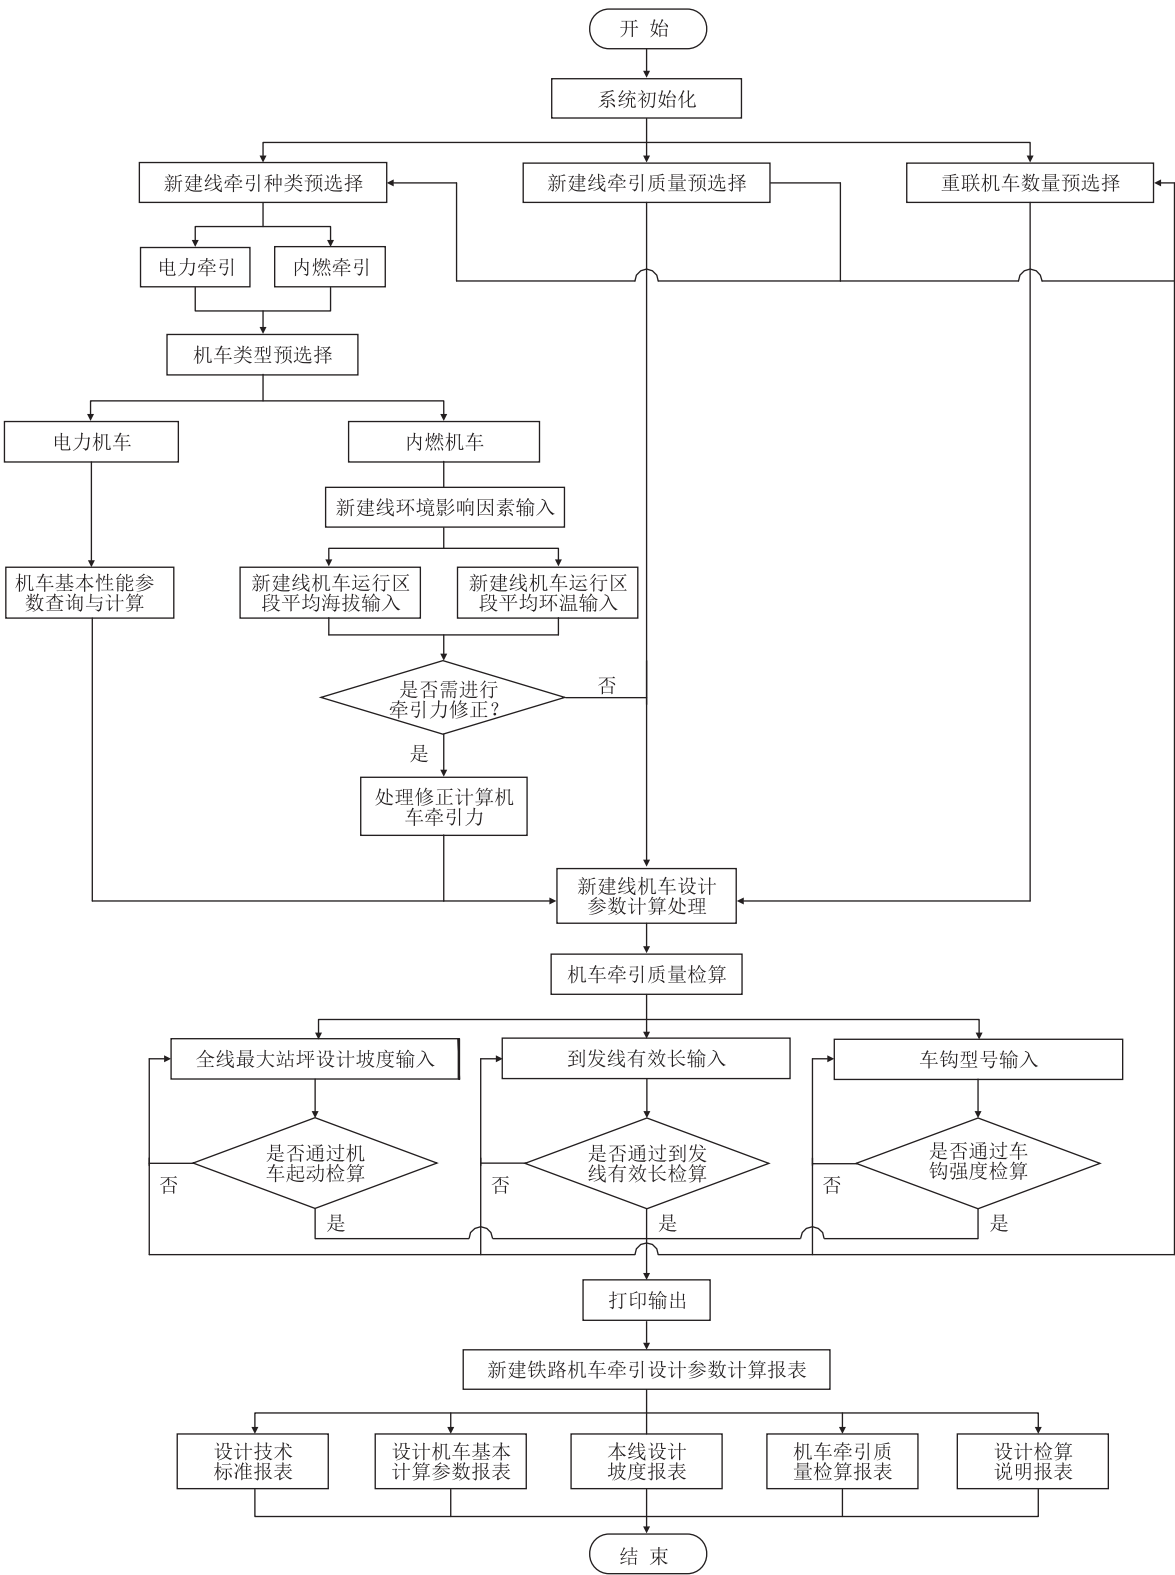 开 始
系统初始化
新建线牵引种类预选择
新建线牵引质量预选择
重联机车数量预选择
电力牵引
内燃牵引
机车类型预选择
电力机车
内燃机车
新建线环境影响因素输入
机车基本性能参
数查询与计算
新建线机车运行区
段平均海拔输入
新建线机车运行区
段平均环温输入
是否需进行
牵引力修正?
否
是
处理修正计算机
车牵引力
新建线机车设计
参数计算处理
机车牵引质量检算
全线最大站坪设计坡度输入
到发线有效长输入
车钩型号输入
是否通过机
车起动检算
是否通过到发
线有效长检算
是否通过车
钩强度检算
否
否
否
是
是
是
打印输出
新建铁路机车牵引设计参数计算报表
设计技术
标准报表
设计机车基本
计算参数报表
本线设计
坡度报表
机车牵引质
量检算报表
设计检算
说明报表
结 束